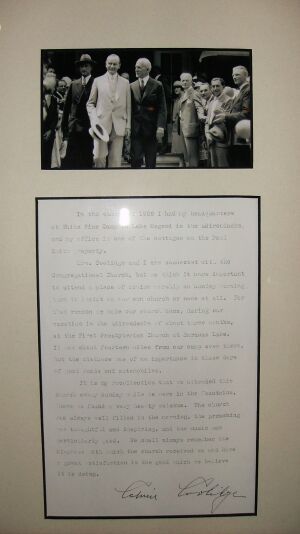 In the summer of 1926 I had my headquarters
at White Pine Camp on Lake Osgood in the Adirondacks,
and my office in one of the cottages on the Paul
Smith property.
Mrs. Coolidge and I are connected with the
Congregational Church, but we think it more important
to attend a place of divine worship on Sunday morning
than to insist on our own church or none at all. For
that reason we made our church home, during our
vacation in the Adirondacks of about three months,
at the First Presbyterian Church at Saranac Lake.
It was about fourteen miles from our camp even there,
but the distance was of no importance in these days
of good roads and automobiles.
It is my recollection that we attended this
church every Sunday while we were in the mountains.
There we found a very hearty welcome. The church
was always well filled in the morning, the preaching
was thoughtful and inspiring, and the music was
particularly good. We shall always remember the
kindness with which the church received us and have
a great satisfaction in the good which we believe
it is doing.
Calvin Coolidge